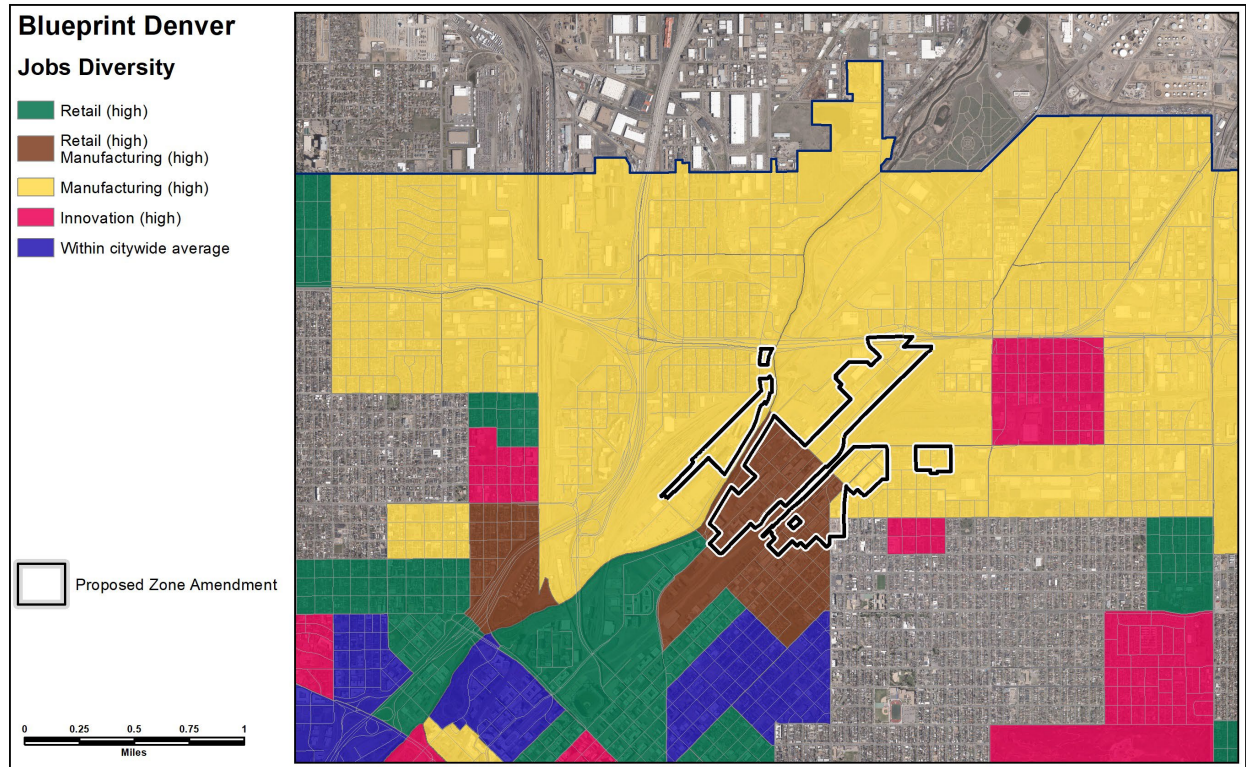 Blueprint Denver
Jobs Diversity
Retail (high)
Retail (high)
Manufacturing (high)
Manufacturing (high)
Innovation (high)
Within citywide average
Proposed Zone Amendment
0 0.25 0.5 0.75 1
Miles